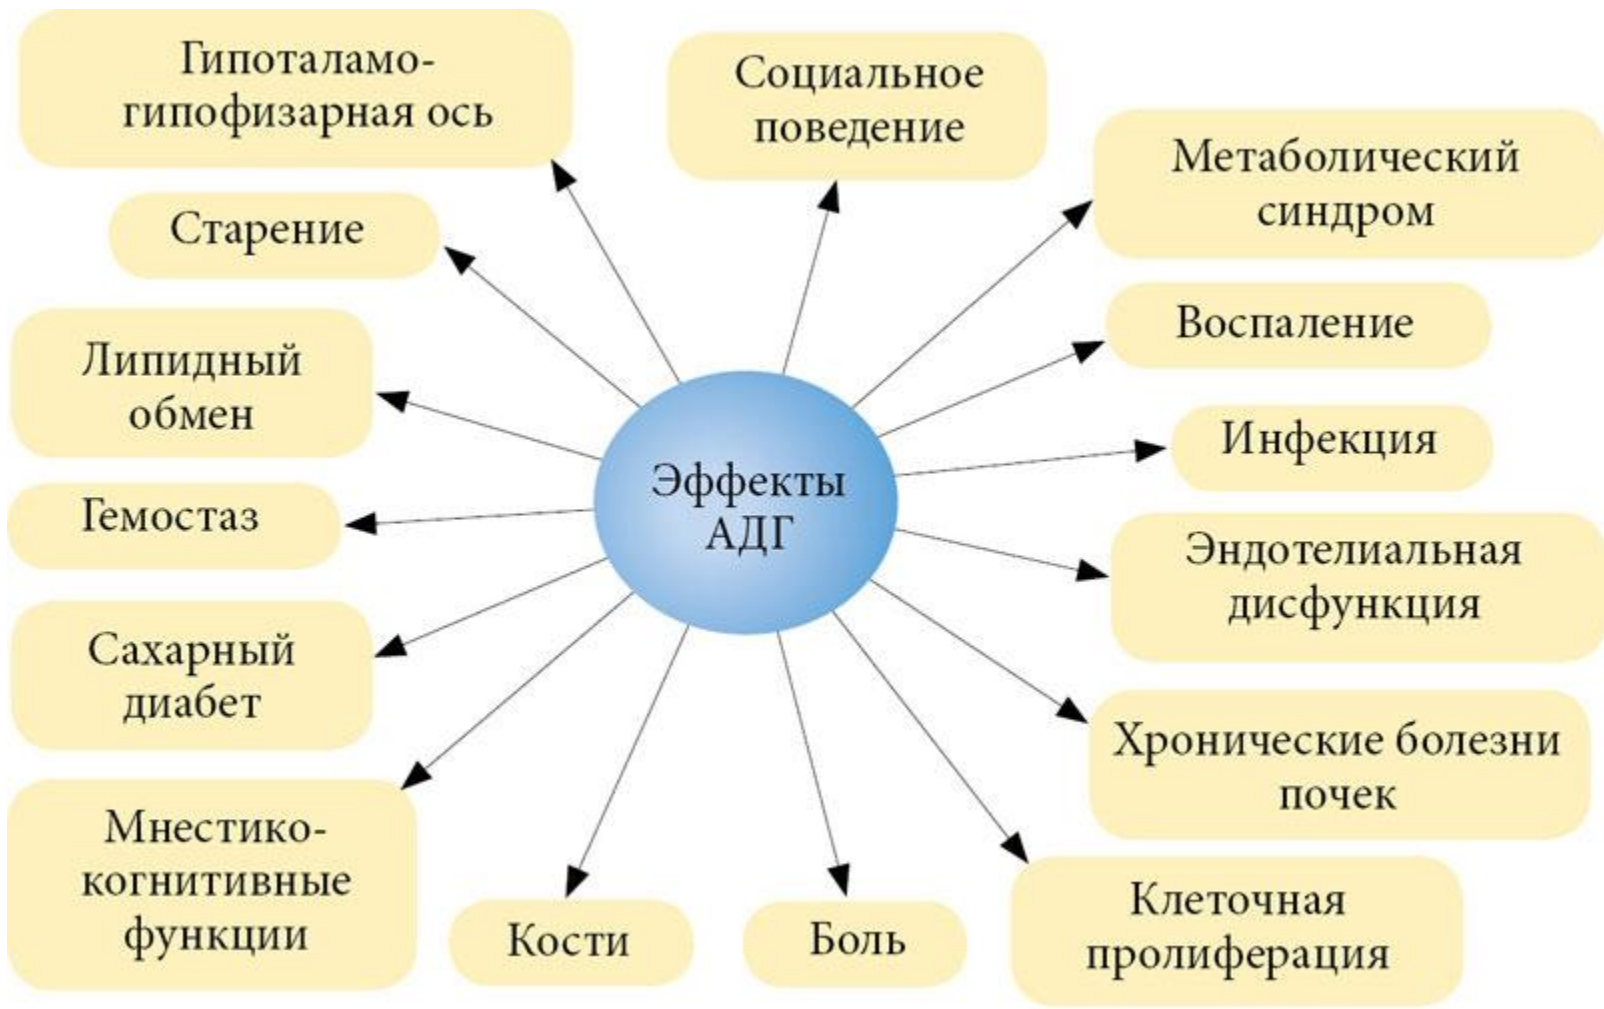 Гипоталамо-
гипофизарная ось
Социальное
поведение
Метаболический
синдром
Старение
Воспаление
Липидный
обмен
Инфекция
Эффекты
АДГ
Гемостаз
Эндотелиальная
дисфункция
Сахарный
диабет
Хронические болезни
почек
Мнестико-
когнитивные
функции
Кости
Боль
Клеточная
пролиферация